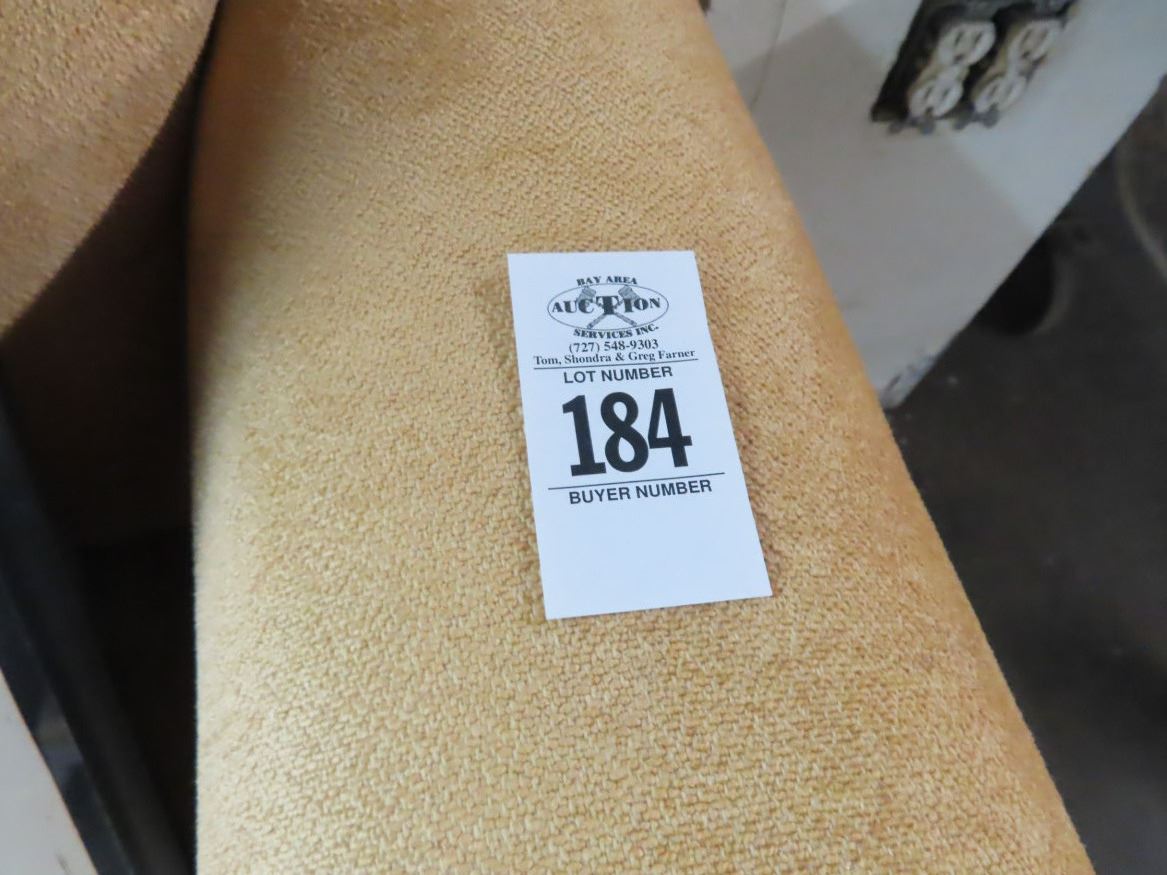 BAY AREA
AUCTION
SERVICES INC.
(727) 548-9303
Tom, Shondra & Greg Farner
LOT NUMBER
184
BUYER NUMBER